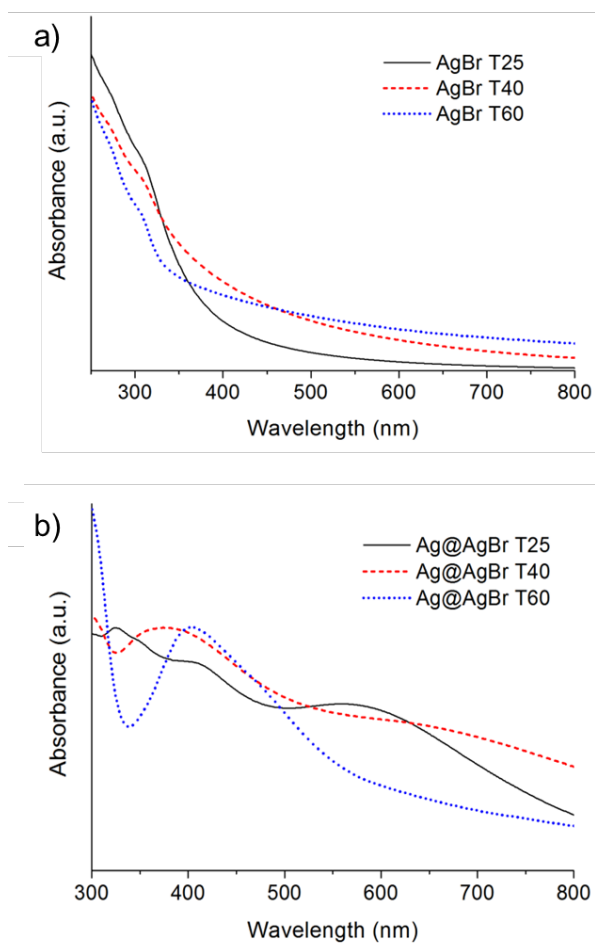 a)
AgBr T25
AgBr T40
AgBr T60
Absorbance (a.u.)
300 400 500 600 700 800
Wavelength (nm)
b)
Ag@AgBr T25
Ag@AgBr T40
Ag@AgBr T60
Absorbance (a.u.)
300 400 500 600 700 800
Wavelength (nm)